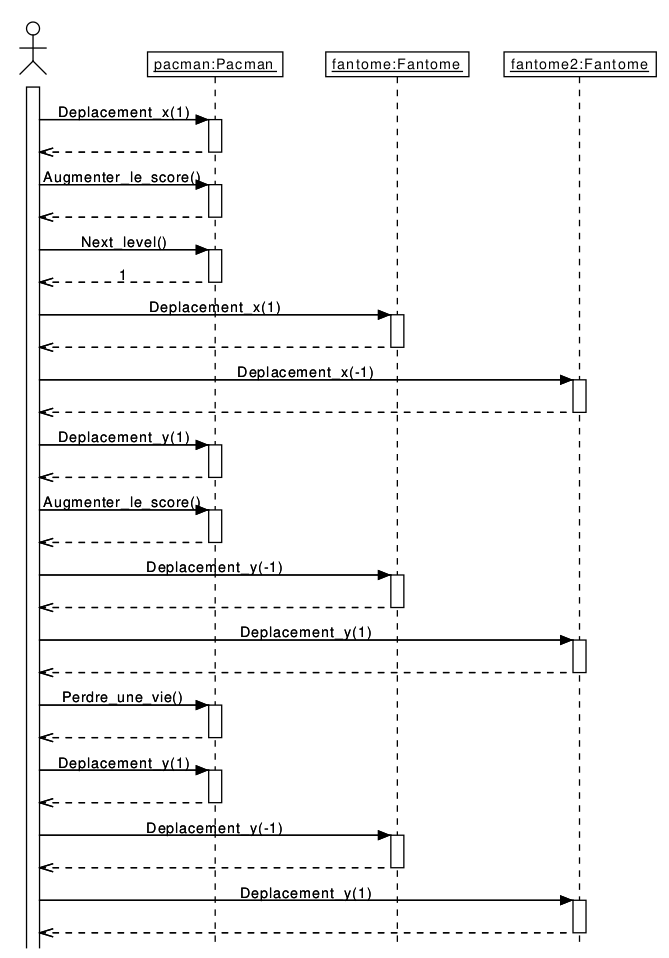 pacman:Pacman
fantome:Fantome
fantome2:Fantome
Deplacement_x(1)
Augmenter_le_score()
Next_level()
1
Deplacement_x(1)
Deplacement_x(-1)
Deplacement_y(1)
Augmenter_le_score()
Deplacement_y(-1)
Deplacement_y(1)
Perdre_une_vie()
Deplacement_y(1)
Deplacement_y(-1)
Deplacement_y(1)